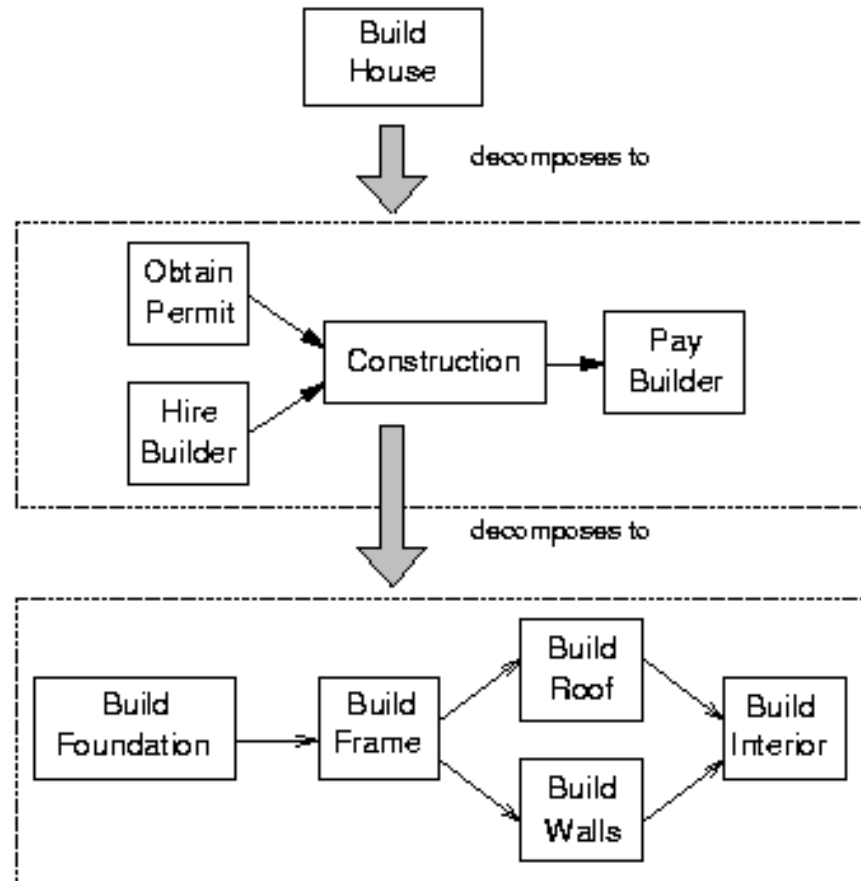 Build
House
decomposes to
Obtain
Permit
Construction
Pay
Builder
Hire
Builder
decomposes to
Build
Foundation
Build
Frame
Build
Roof
Build
Walls
Build
Interior